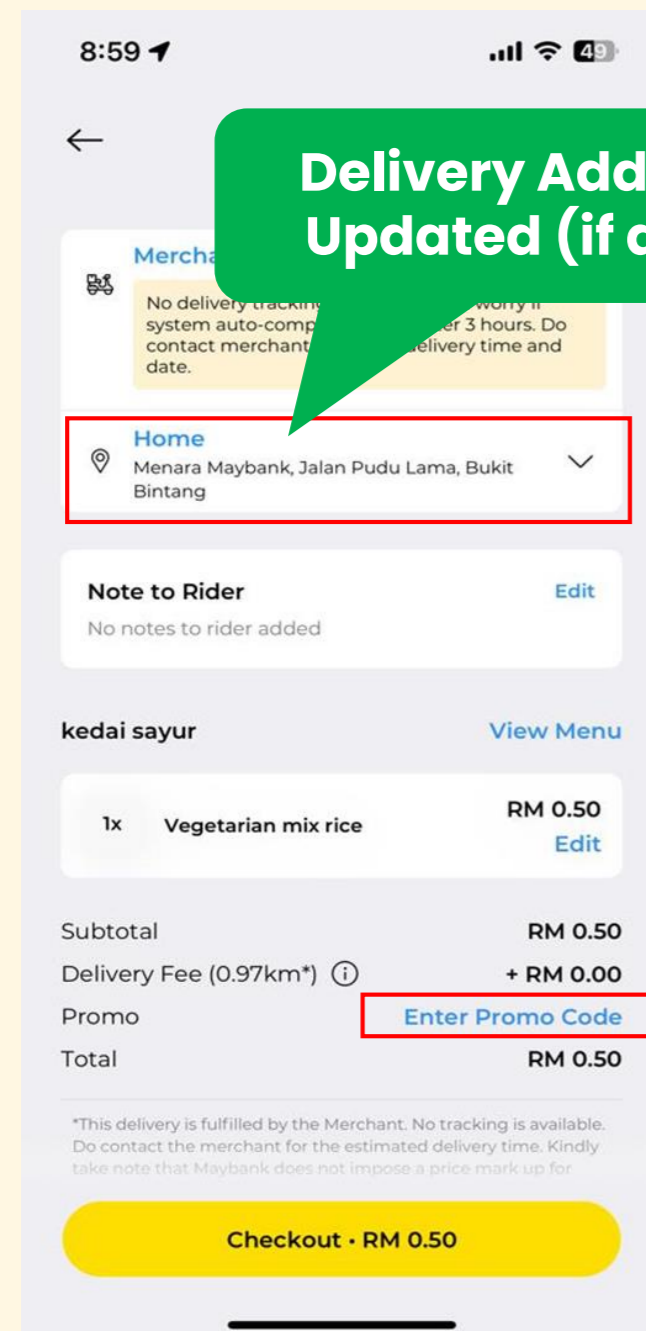 8:59
49
Delivery Add
Updated (if a
Mercha
No delivery tracking worry if
system auto-comp er 3 hours. Do
contact merchant elivery time and
date.
Home
Menara Maybank, Jalan Pudu Lama, Bukit
Bintang
Note to Rider Edit
No notes to rider added
kedai sayur View Menu
1x Vegetarian mix rice RM 0.50
Edit
Subtotal RM 0.50
Delivery Fee (0.97km*) + RM 0.00
Promo Enter Promo Code
Total RM 0.50
*This delivery is fulfilled by the Merchant. No tracking is available.
Do contact the merchant for the estimated delivery time. Kindly
take note that Maybank does not impose a price mark up for
Checkout • RM 0.50